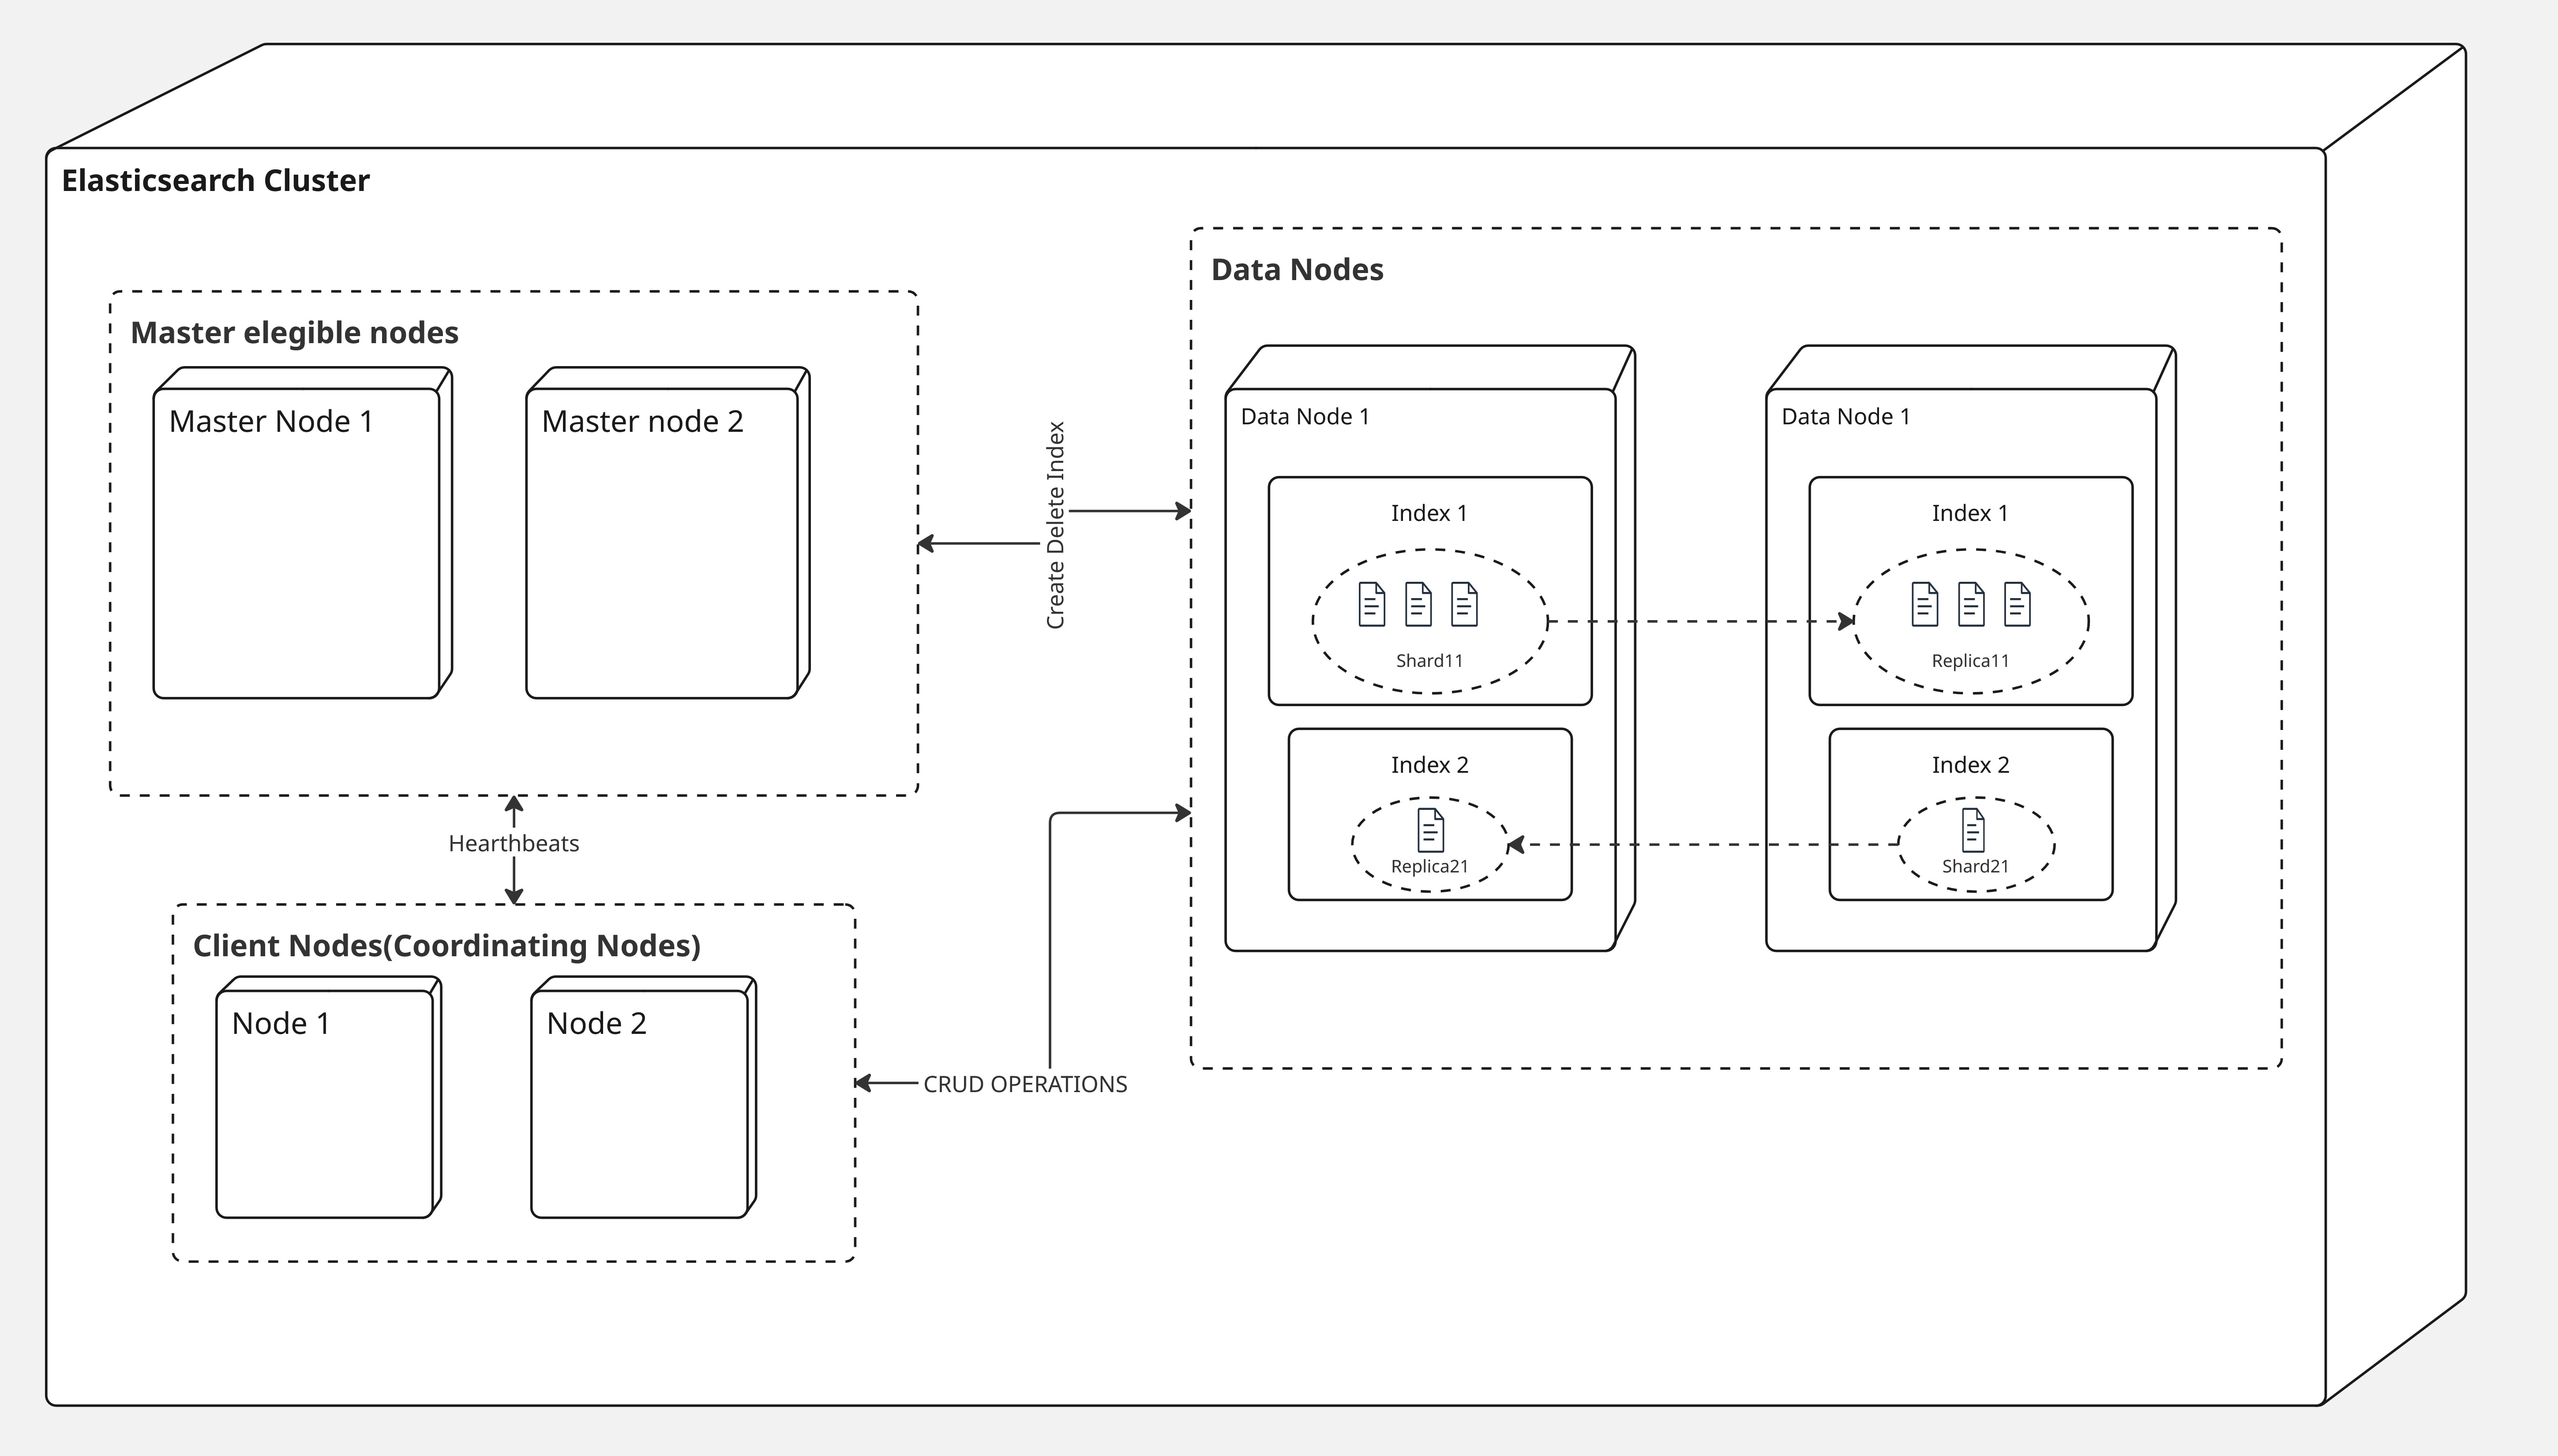 Elasticsearch Cluster
Master elegible nodes
Master Node 1
Master node 2
Hearthbeats
Client Nodes(Coordinating Nodes)
Node 1
Node 2
Create Delete Index
CRUD OPERATIONS
Data Nodes
Data Node 1
Index 1
Shard11
Index 2
Replica21
Data Node 1
Index 1
Replica11
Index 2
Shard21